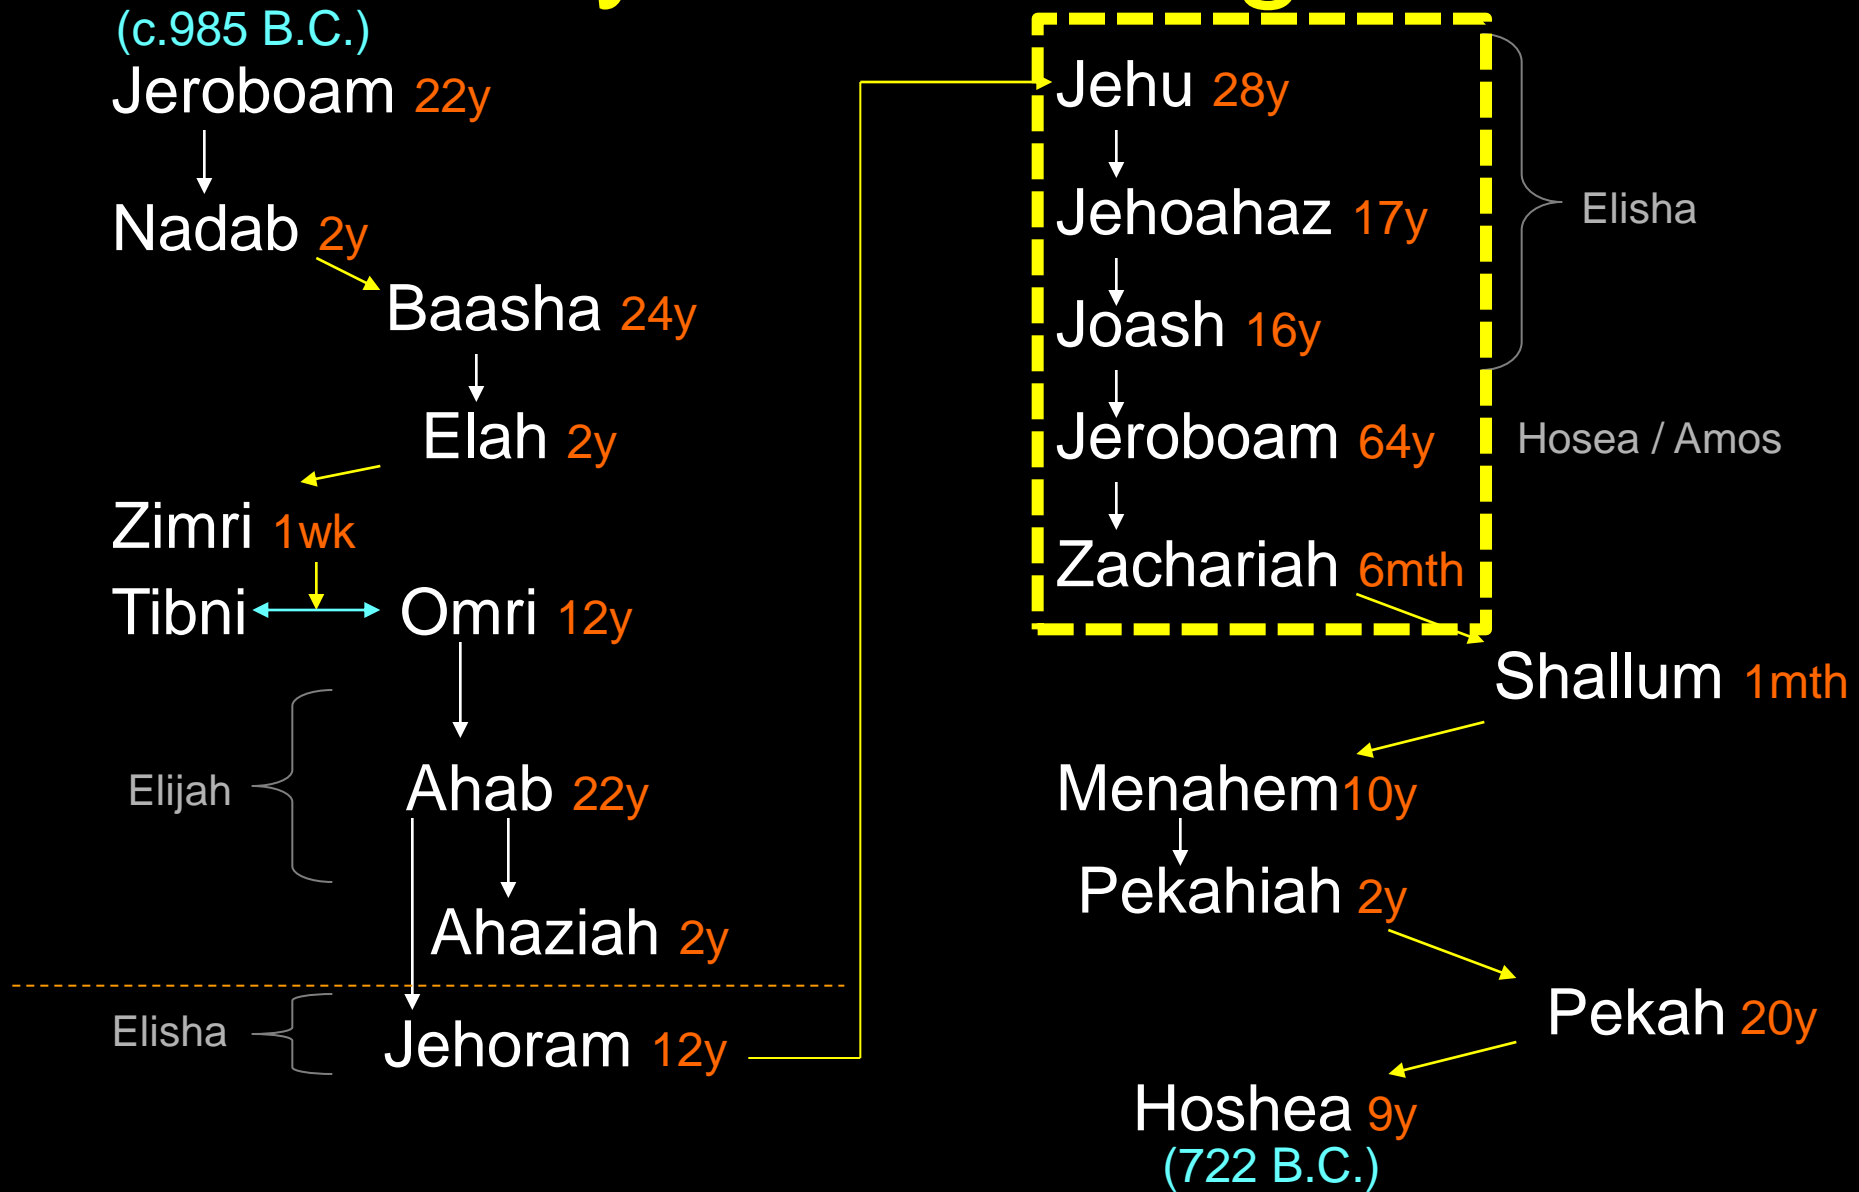 (c.985 B.C.)
Jeroboam 22y
Nadab 2y
Baasha 24y
Elah 2y
Zimri 1wk
Tibni
Omri 12y
Elijah
Ahab 22y
Ahaziah 2y
Elisha
Jehoram 12y
Jehu 28y
Jehoahaz 17y
Elisha
Joash 16y
Jeroboam 64y
Hosea / Amos
Zachariah 6mth
Shallum 1mth
Menahem10y
Pekahiah 2y
Pekah 20y
Hoshea 9y
(722 B.C.)